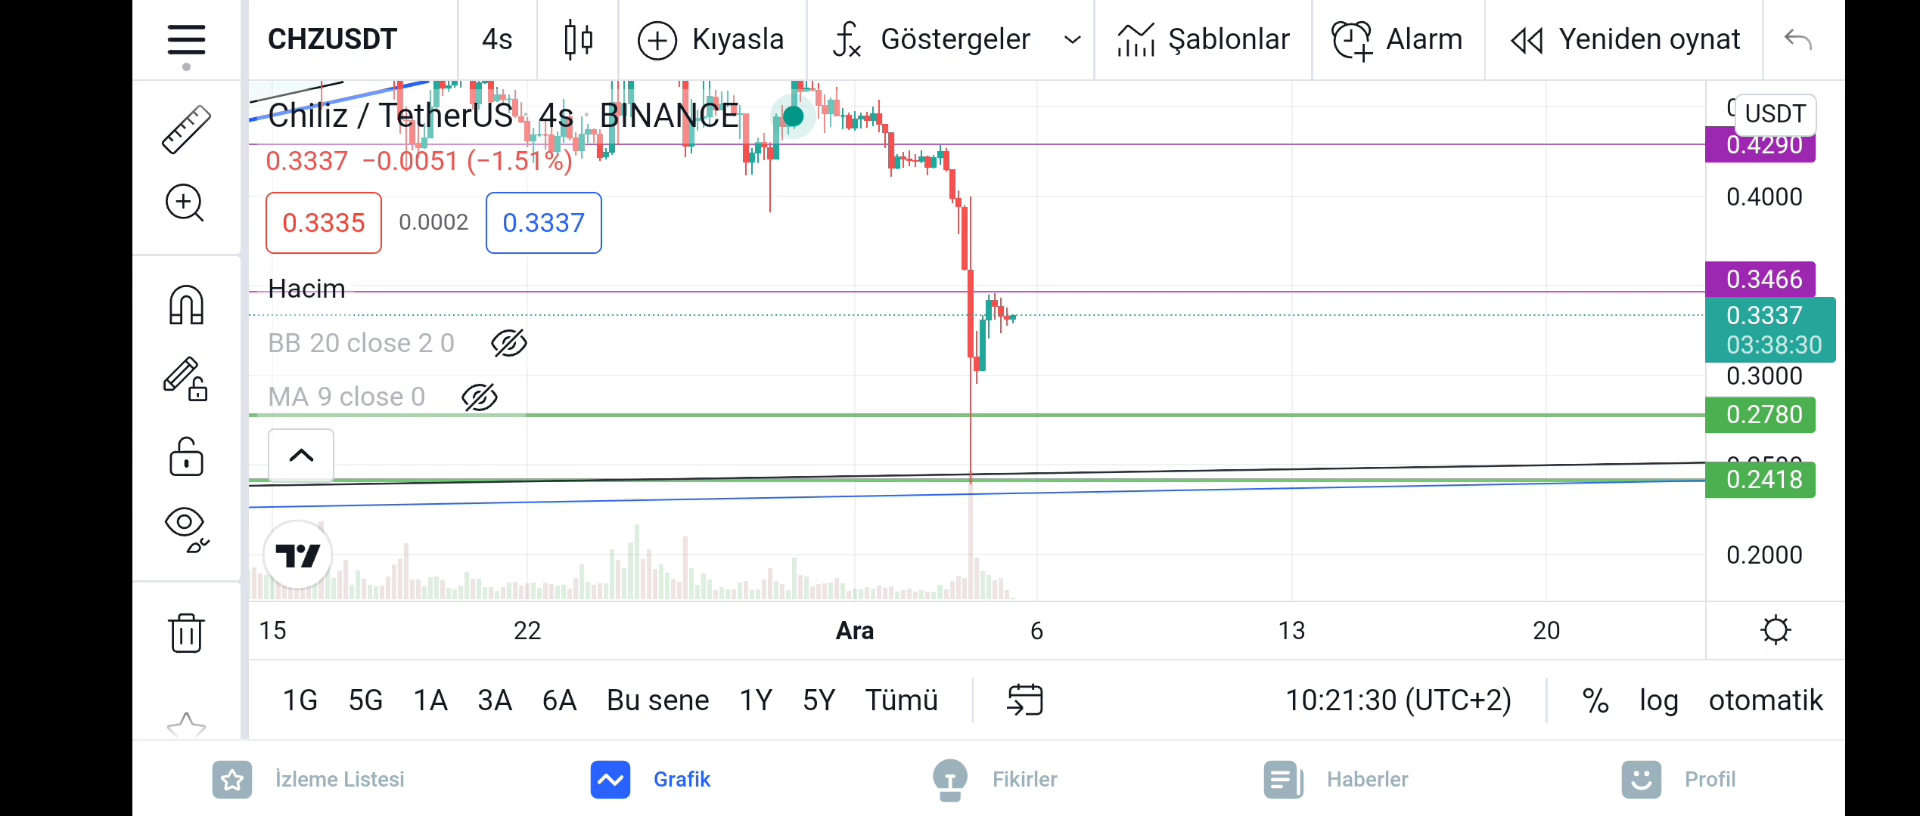 CHZUSDT 4s Kıyasla Göstergeler Şablonlar Alarm Yeniden oynat
Chiliz / TetherUS 4s BINANCE
USDT
0.3337 −0.0051 (−1.51%)
0.4290
0.4000
0.3335 0.0002 0.3337
Hacim
0.3466
0.3337
03:38:30
BB 20 close 2 0
0.3000
MA 9 close 0
0.2780
0.2418
0.2000
15 22 Ara 6 13 20
1G 5G 1A 3A 6A Bu sene 1Y 5Y Tümü 10:21:30 (UTC+2) % log otomatik
İzleme Listesi Grafik Fikirler Haberler Profil